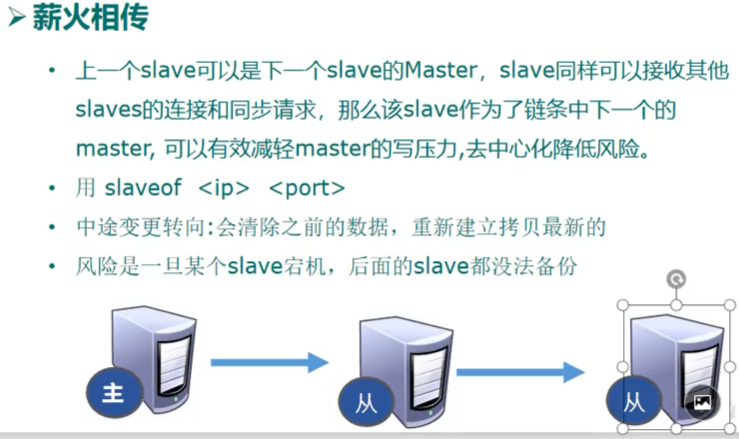 薪火相传
上一个slave可以是下一个slave的Master，slave同样可以接收其他
slaves的连接和同步请求，那么该slave作为了链条中下一个的
master, 可以有效减轻master的写压力,去中心化降低风险。
用 slaveof <ip> <port>
中途变更转向:会清除之前的数据，重新建立拷贝最新的
风险是一旦某个slave宕机，后面的slave都没法备份
主
从
从